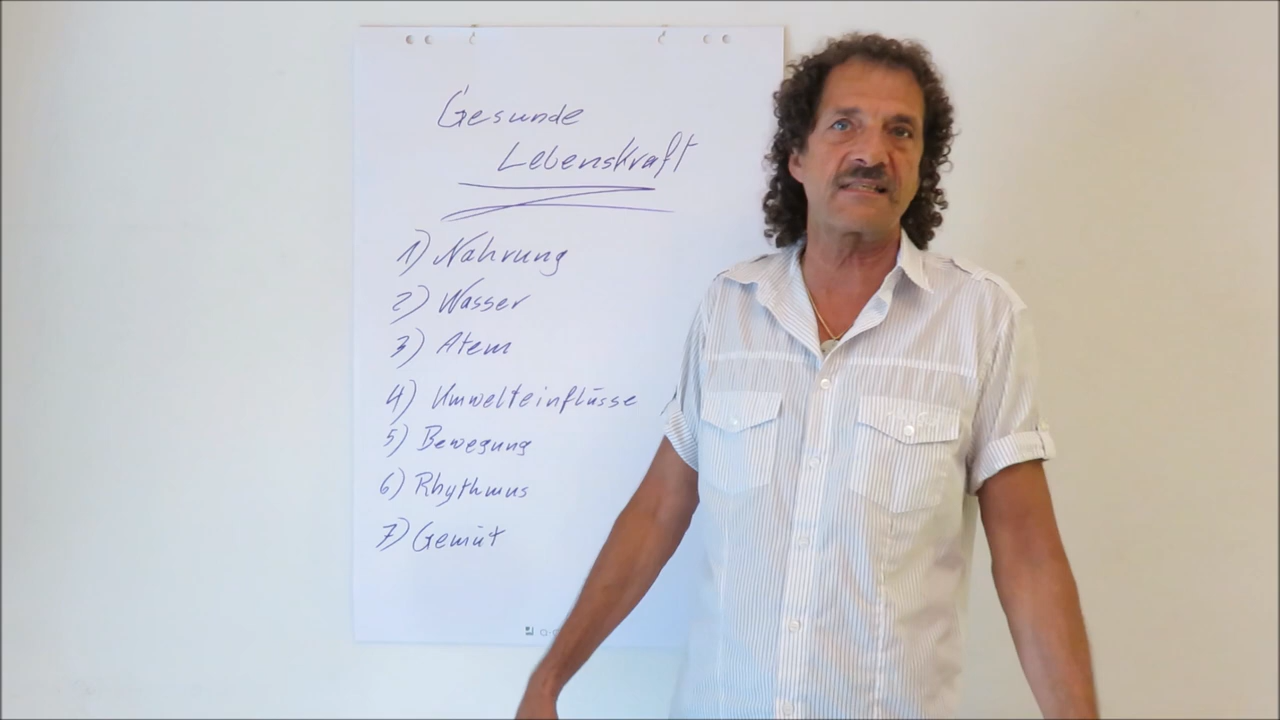 Gesunde
Lebenskraft
1) Nahrung
2) Wasser
3) Atem
4) Umwelteinflüsse
5) Bewegung
6) Rhythmus
7) Gemüt